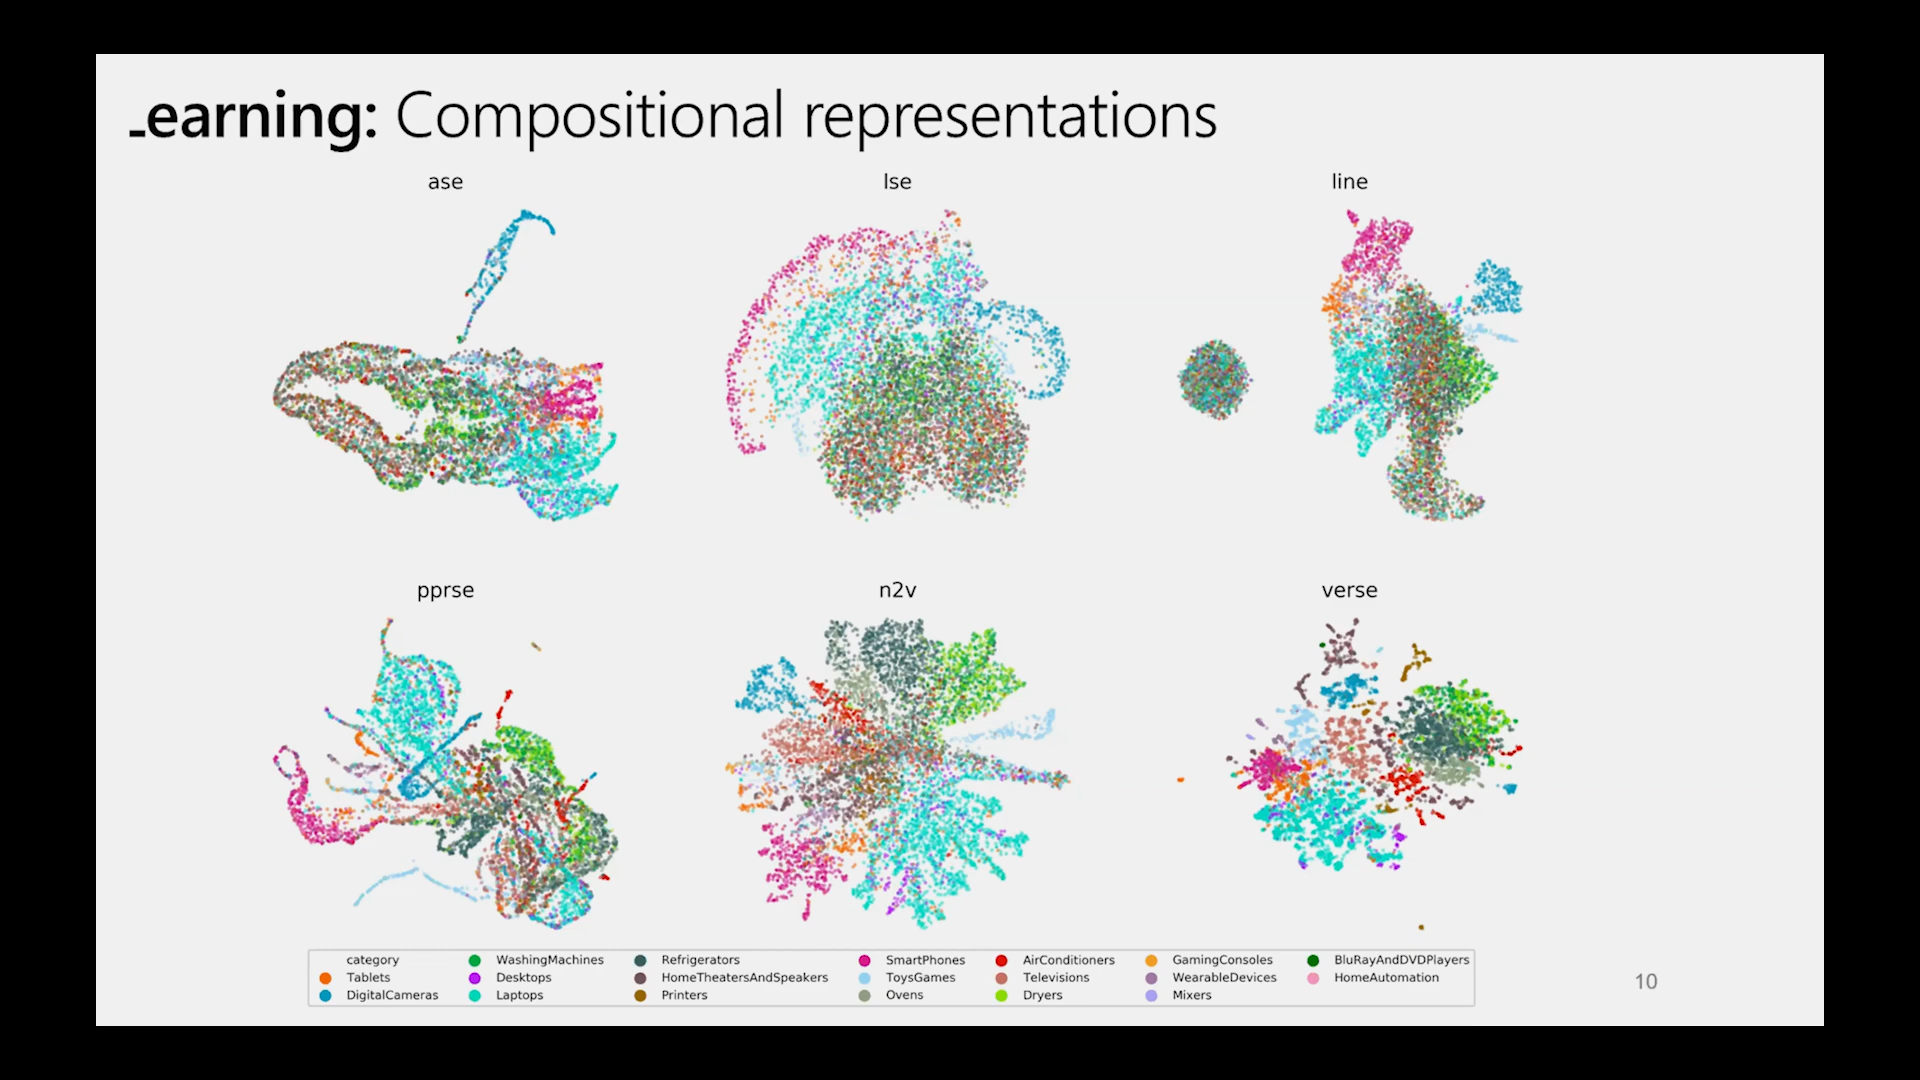 earning: Compositional representations
ase lse line
pprse n2v verse
category WashingMachines Refrigerators SmartPhones AirConditioners GamingConsoles BluRayAndDVDPlayers
Tablets Desktops HomeTheatersAndSpeakers ToysGames Televisions WearableDevices HomeAutomation
DigitalCameras Laptops Printers Ovens Dryers Mixers
10